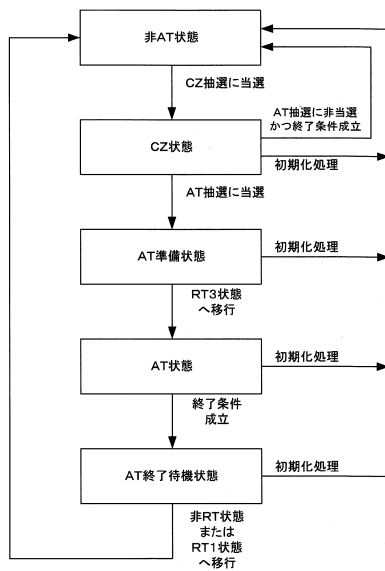 非AT状態
CZ抽選に当選
AT抽選に非当選
かつ終了条件成立
CZ状態
初期化処理
AT抽選に当選
AT準備状態
初期化処理
RT3状態
へ移行
AT状態
初期化処理
終了条件
成立
AT終了待機状態
初期化処理
非RT状態
または
RT1状態
へ移行